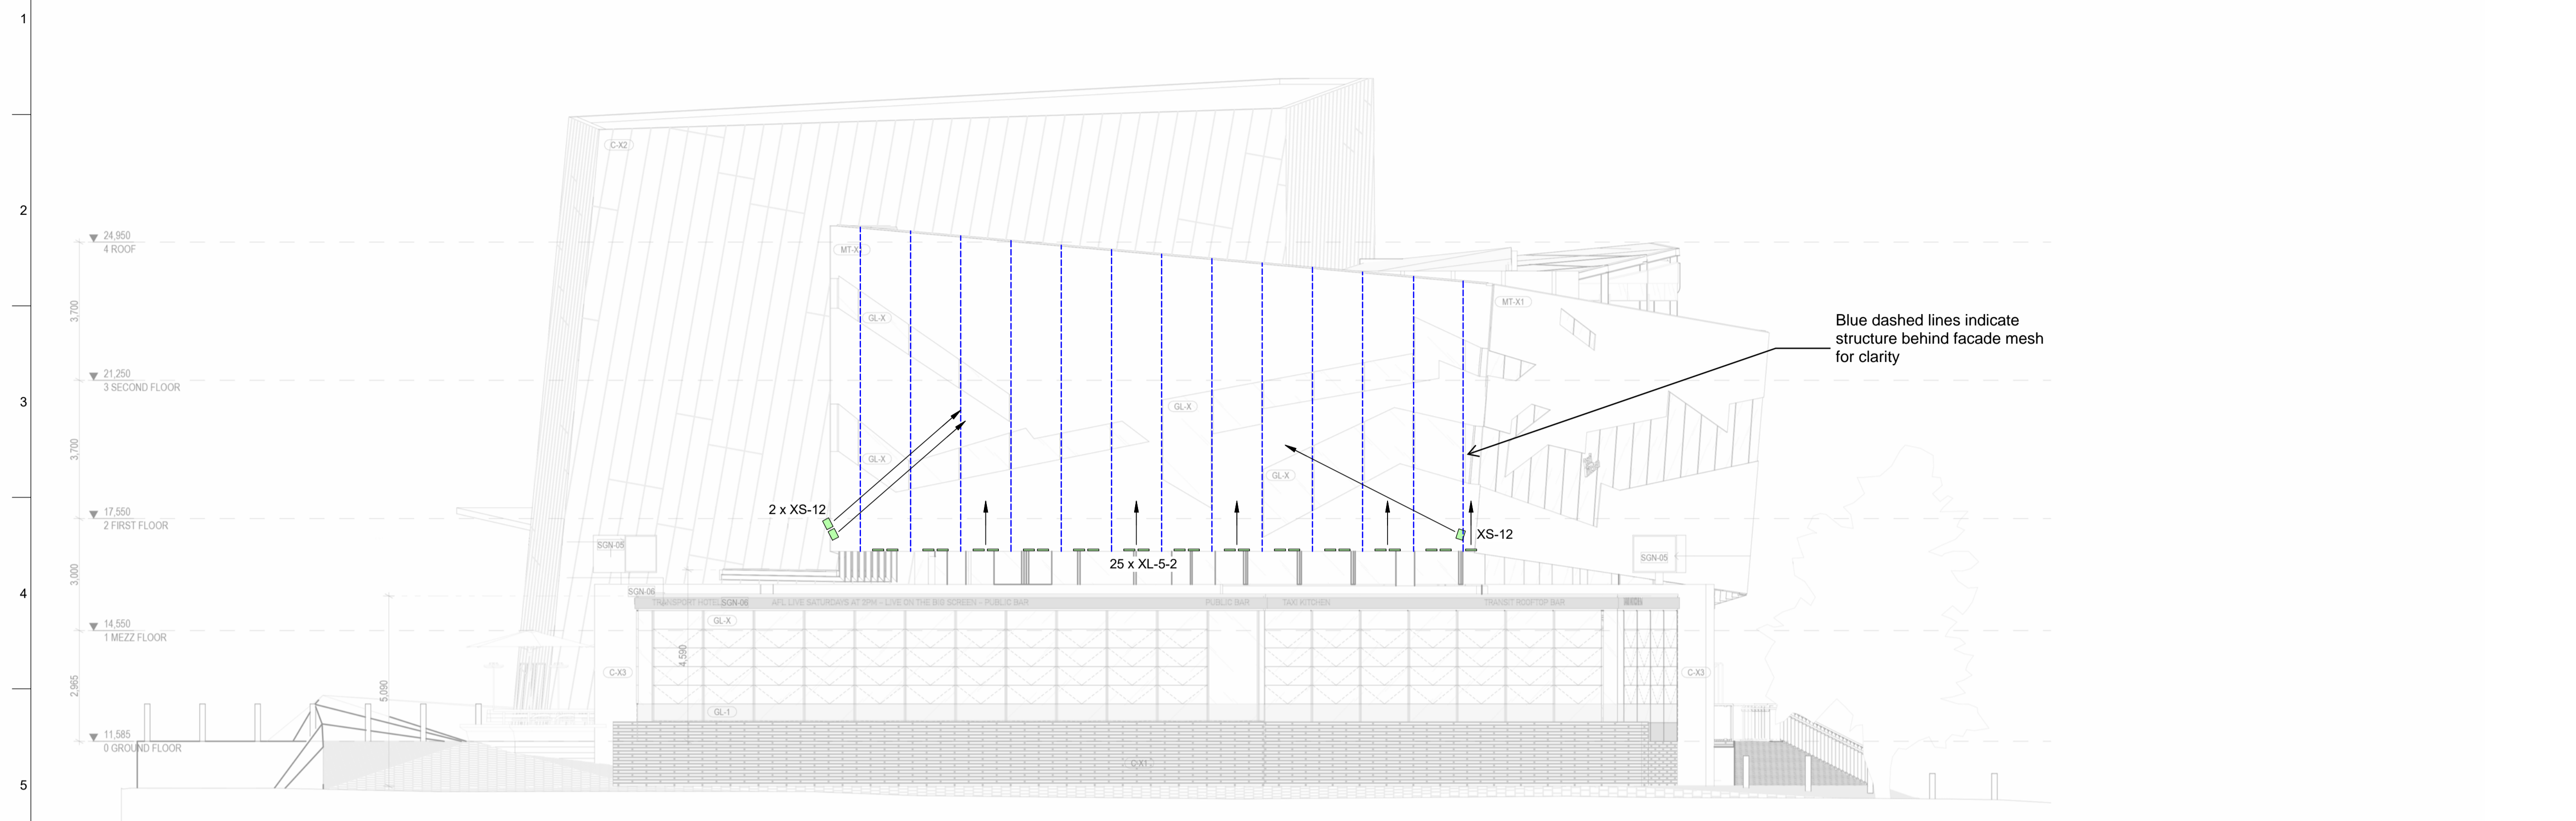 1
2
3
4
5
C-X2
24,950
4 ROOF
MT-X
3,700
MT-X1
GL-X
Blue dashed lines indicate
structure behind facade mesh
for clarity
21,250
3 SECOND FLOOR
GL-X
3,700
GL-X
GL-X
2 x XS-12
17,550
2 FIRST FLOOR
XS-12
SGN-05
SGN-05
25 x XL-5-2
3,000
SGN-06
TRANSPORT HOTEL
SGN-06
AFL LIVE SATURDAYS AT 2PM - LIVE ON THE BIG SCREEN - PUBLIC BAR
PUBLIC BAR
TAXI KITCHEN
TRANSIT ROOFTOP BAR
GL-X
14,550
1 MEZZ FLOOR
4,590
C-X3
C-X3
2,965
5,090
GL-1
11,585
0 GROUND FLOOR
C-X1